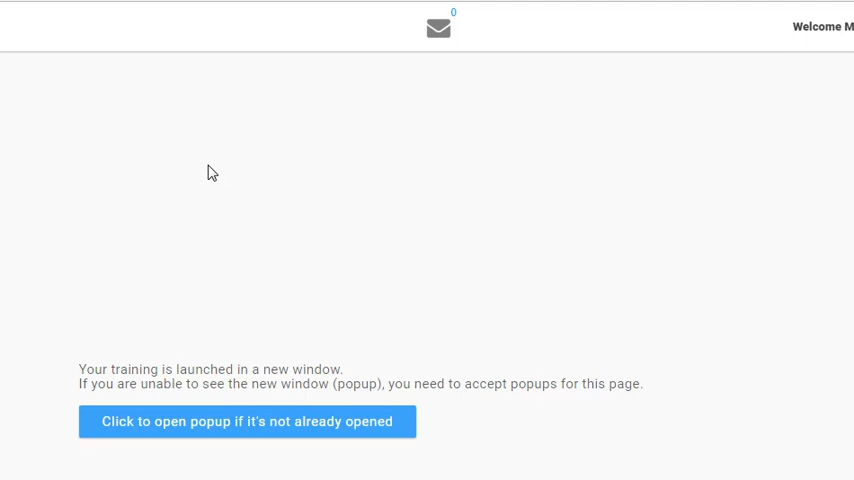 0
Welcome M
Your training is launched in a new window.
If you are unable to see the new window (popup), you need to accept popups for this page.
Click to open popup if it's not already opened